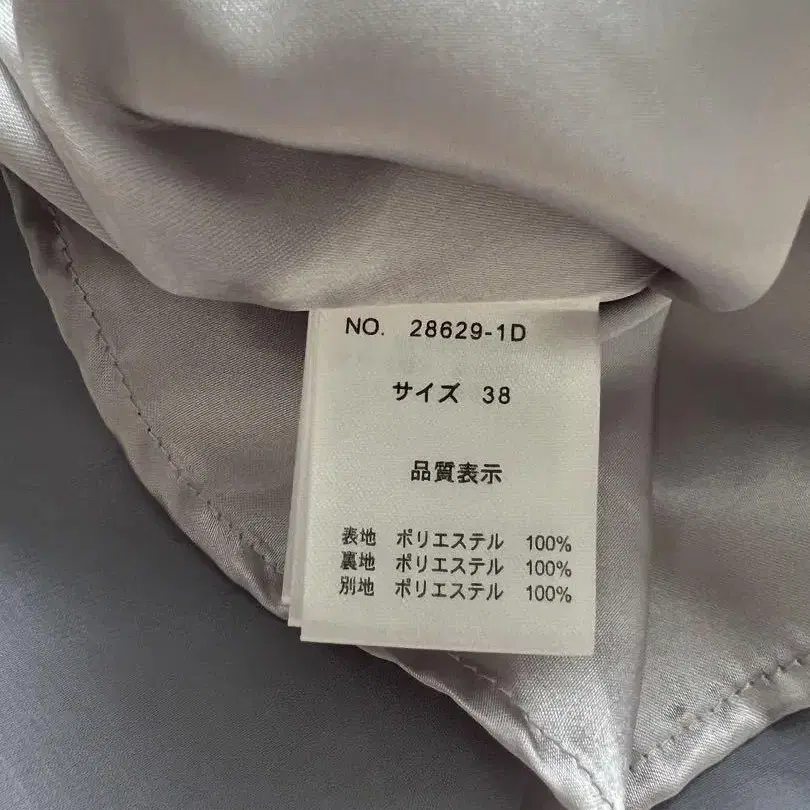 NO. 28629-1D
サイズ 38
品質表示
表地 ポリエステル 100%
裏地 ポリエステル 100%
別地 ポリエステル 100%